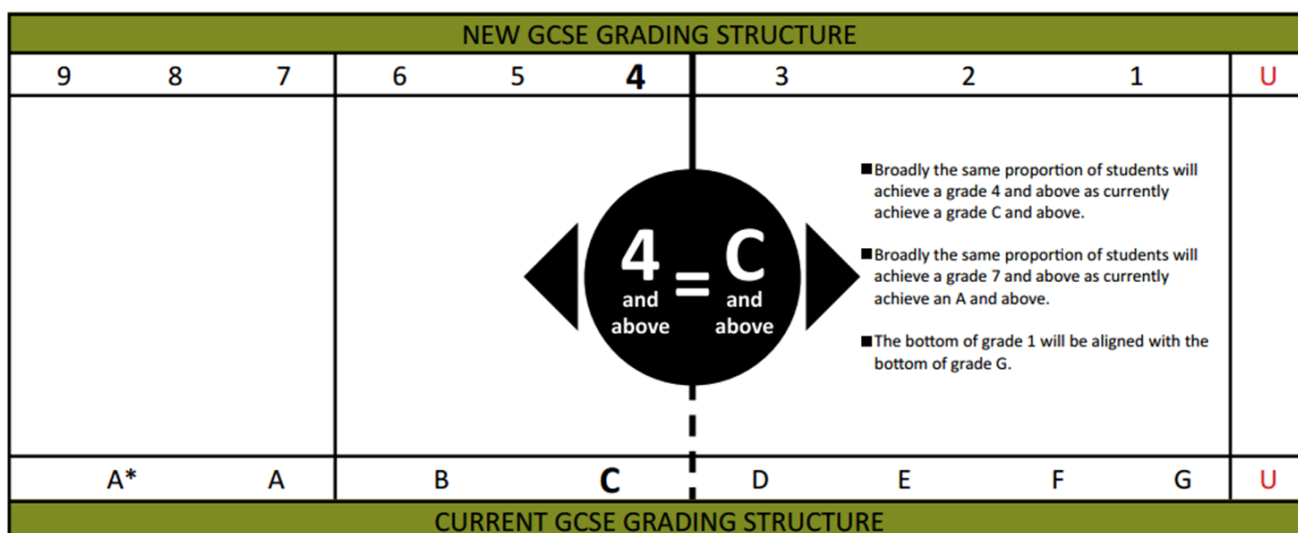 NEW GCSE GRADING STRUCTURE
9 8 7 6 5 4 3 2 1 U
■ Broadly the same proportion of students will
achieve a grade 4 and above as currently
achieve a grade C and above.
■ Broadly the same proportion of students will
achieve a grade 7 and above as currently
achieve an A and above.
■ The bottom of grade 1 will be aligned with the
bottom of grade G.
4 = C
and and
above above
A* A B C D E F G U
CURRENT GCSE GRADING STRUCTURE